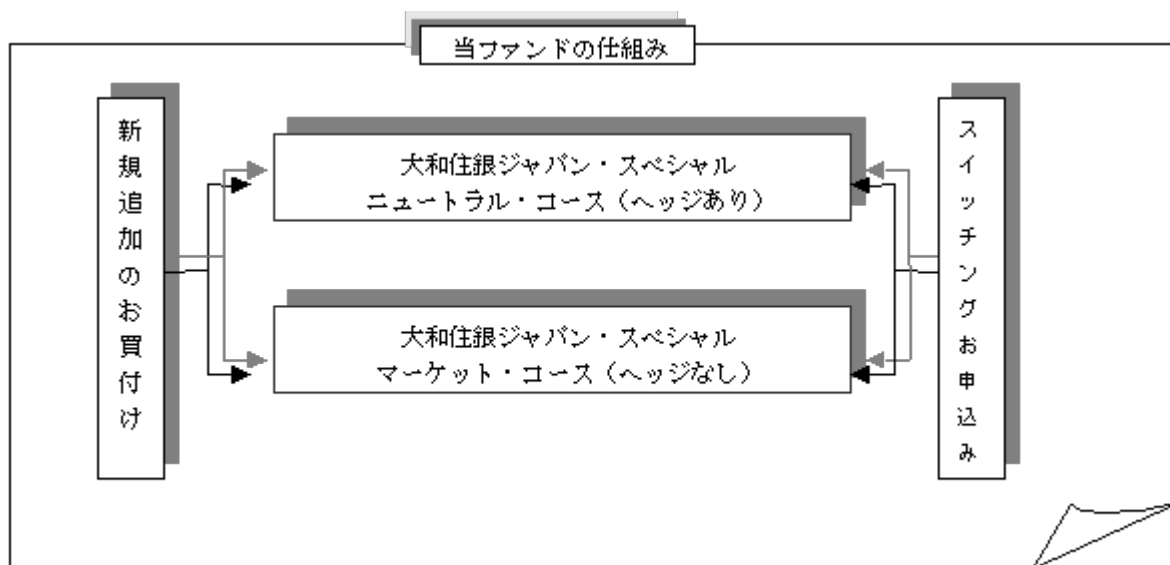 当ファンドの仕組み
新規追加のお買付け
大和住銀ジャパン・スペシャル
ニュートラル・コース（ヘッジあり）
大和住銀ジャパン・スペシャル
マーケット・コース（ヘッジなし）
スイッチングお申込み